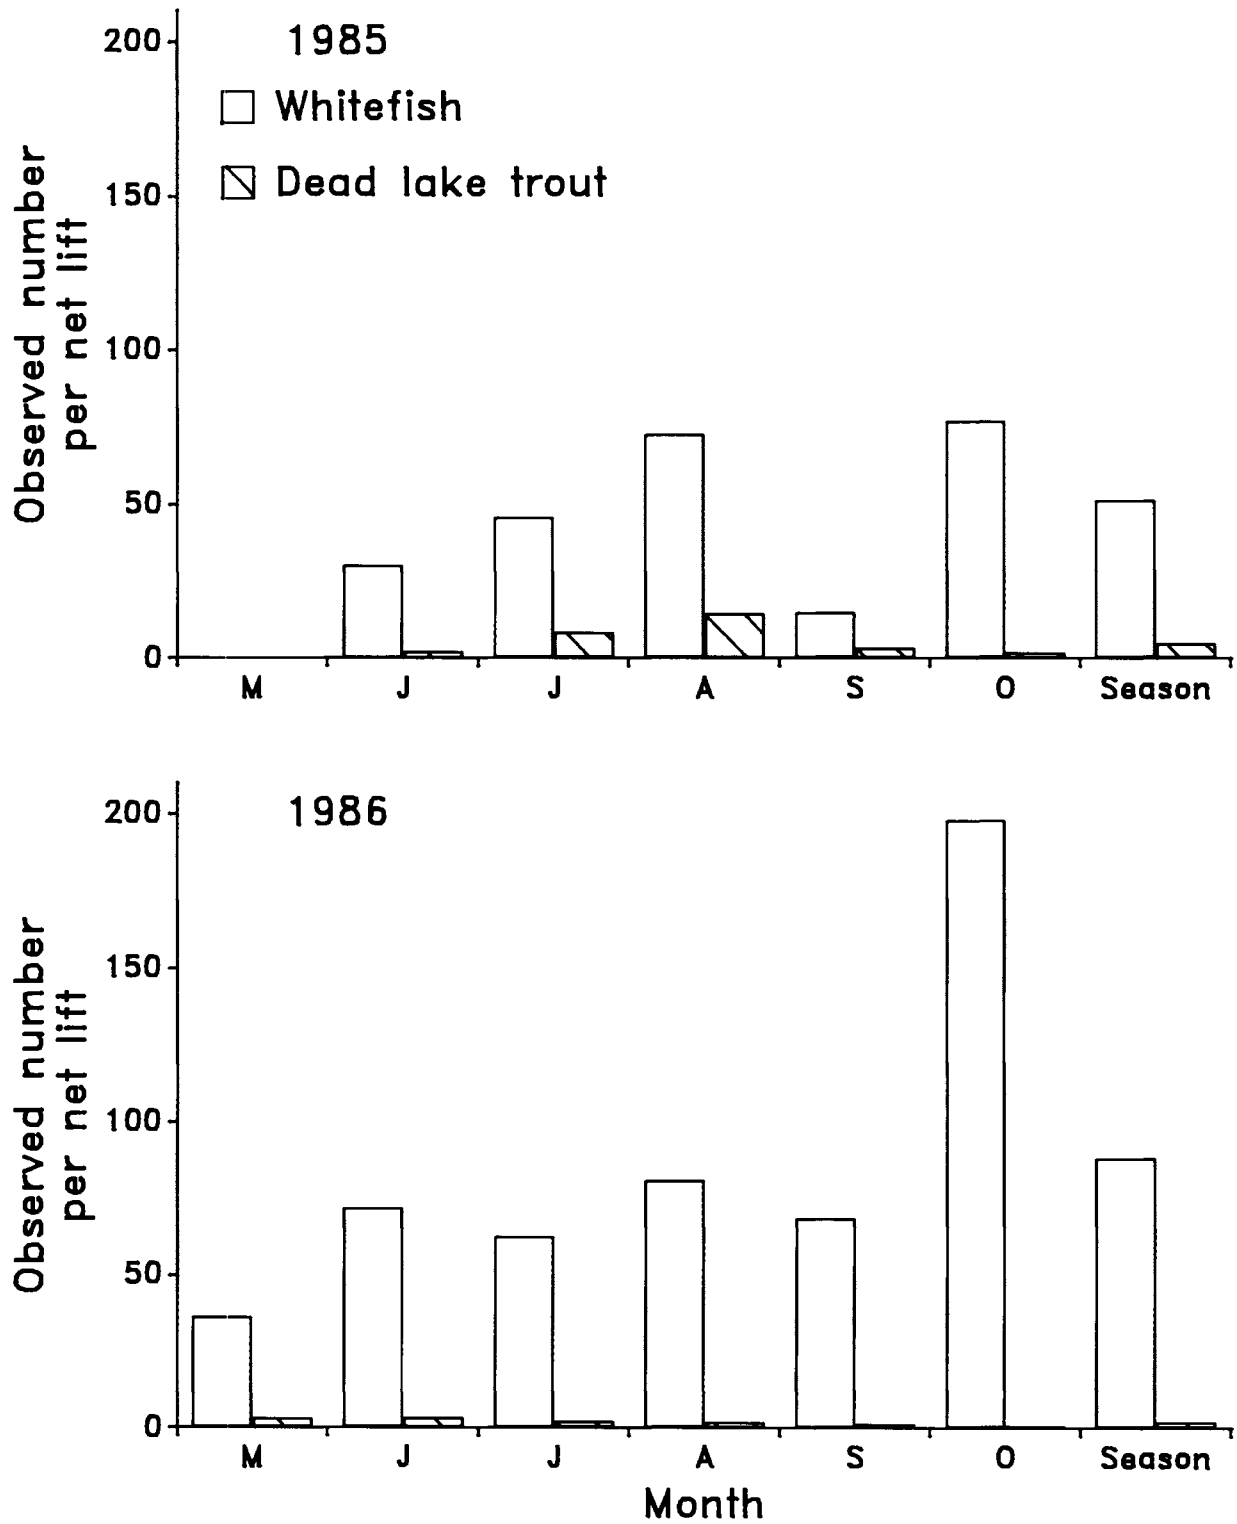 1985
Whitefish
Dead lake trout
Observed number
per net lift
200
150
100
50
0
M J J A S O Season
1986
Observed number
per net lift
200
150
100
50
0
M J J A S O Season
Month